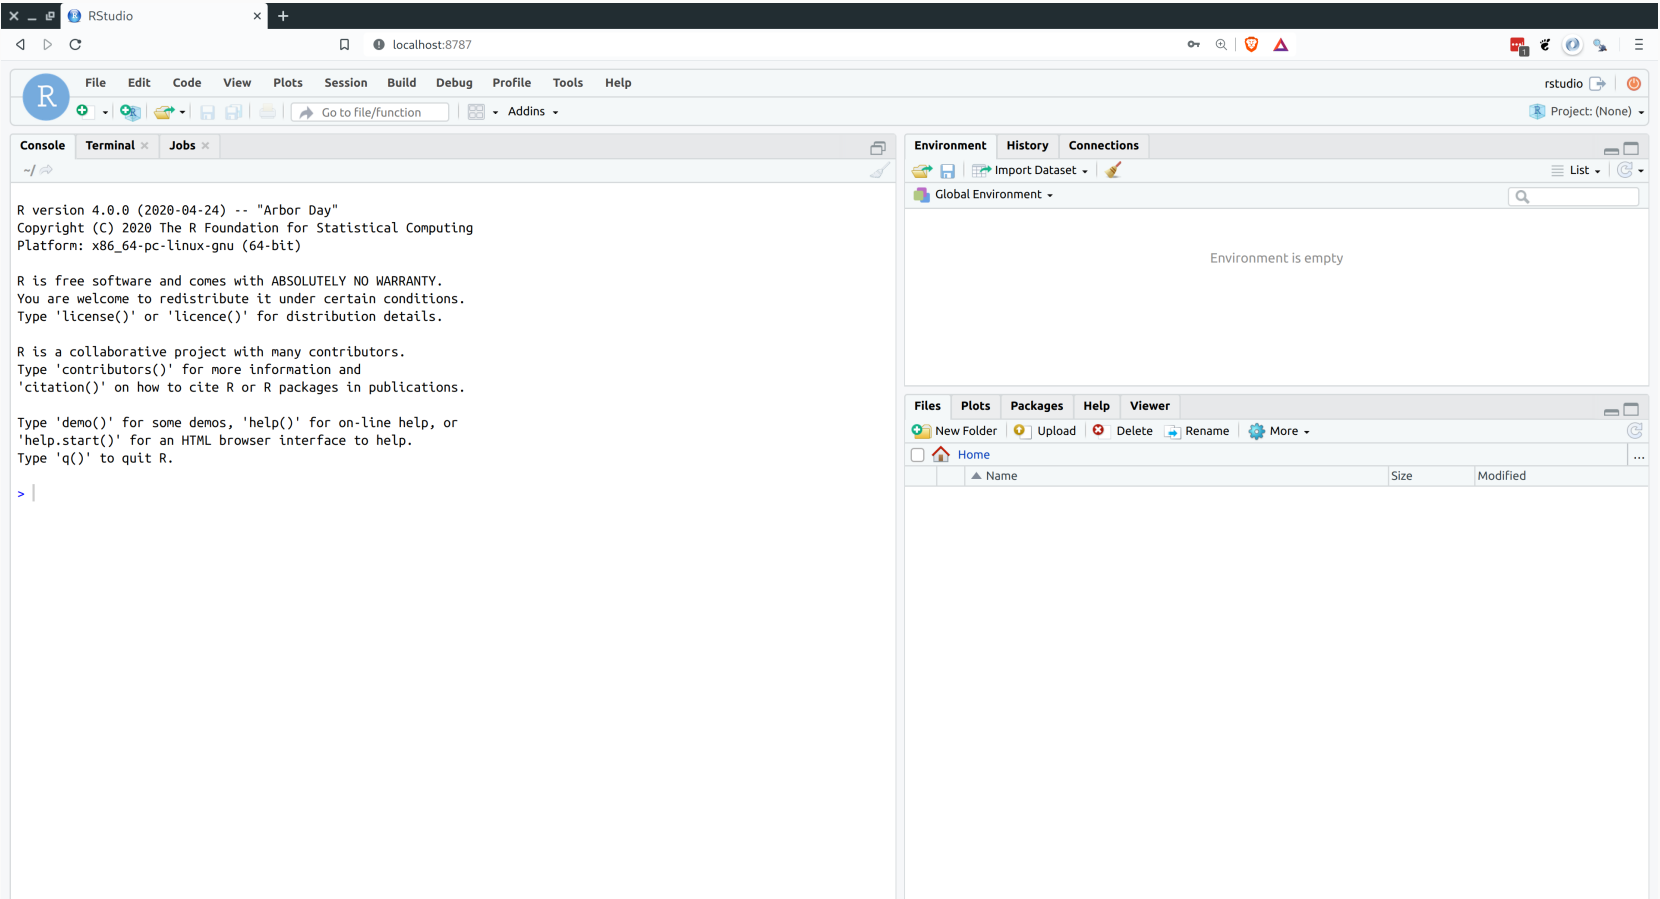 RStudio
localhost:8787
1
R
File Edit Code View Plots Session Build Debug Profile Tools Help
rstudio
Go to file/function
Addins
Project: (None)
Console Terminal Jobs
~/
R version 4.0.0 (2020-04-24) -- "Arbor Day"
Copyright (C) 2020 The R Foundation for Statistical Computing
Platform: x86_64-pc-linux-gnu (64-bit)
R is free software and comes with ABSOLUTELY NO WARRANTY.
You are welcome to redistribute it under certain conditions.
Type 'license()' or 'licence()' for distribution details.
R is a collaborative project with many contributors.
Type 'contributors()' for more information and
'citation()' on how to cite R or R packages in publications.
Type 'demo()' for some demos, 'help()' for on-line help, or
'help.start()' for an HTML browser interface to help.
Type 'q()' to quit R.
>
Environment History Connections
Import Dataset
List
Global Environment
Environment is empty
Files Plots Packages Help Viewer
New Folder Upload Delete Rename More
Home
...
Name Size Modified